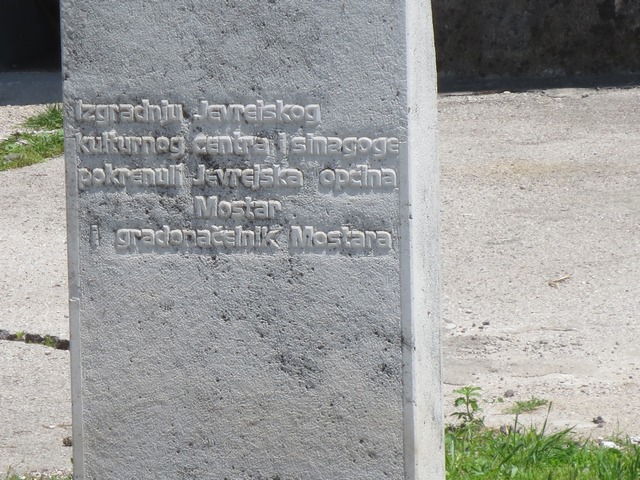 Izgradnju Jevrejskog
kulturnog centra i sinagoge
pokrenuli Jevrejska općina
Mostar
i gradonačelnik Mostara